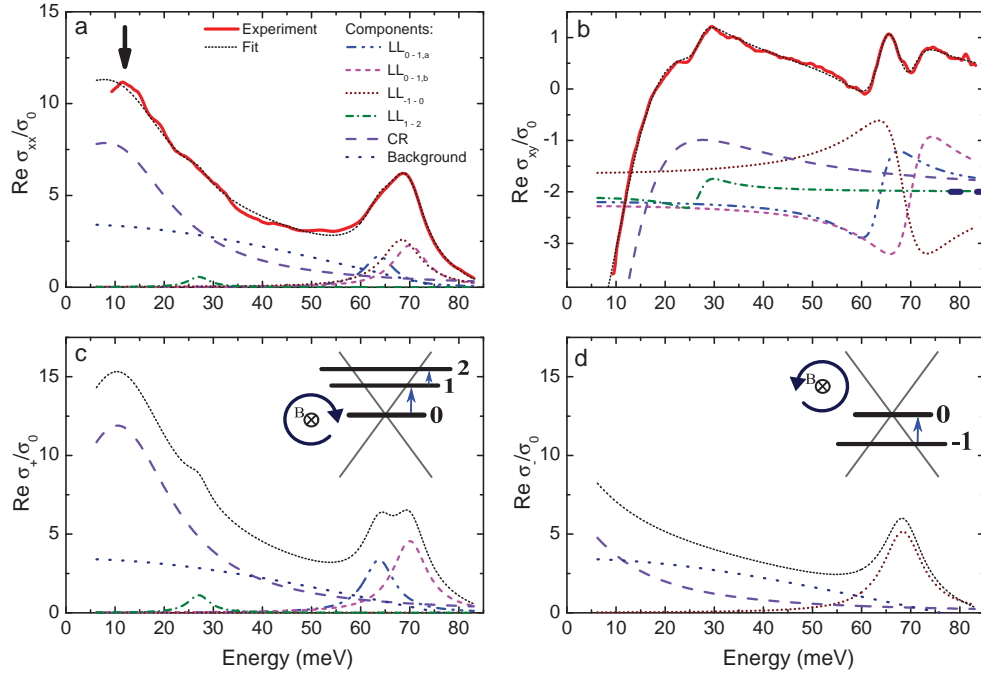 a
Experiment
Fit
Components:
LL0-1,a
LL0-1,b
LL-1-0
LL1-2
CR
Background
Re σxx/σ0
15
10
5
0
0 10 20 30 40 50 60 70 80
b
Re σxy/σ0
1
0
-1
-2
-3
10 20 30 40 50 60 70 80
c
2
1
0
B
Re σ+/σ0
15
10
5
0
0 10 20 30 40 50 60 70 80
Energy (meV)
d
B
0
-1
Re σ-/σ0
15
10
5
0
0 10 20 30 40 50 60 70 80
Energy (meV)